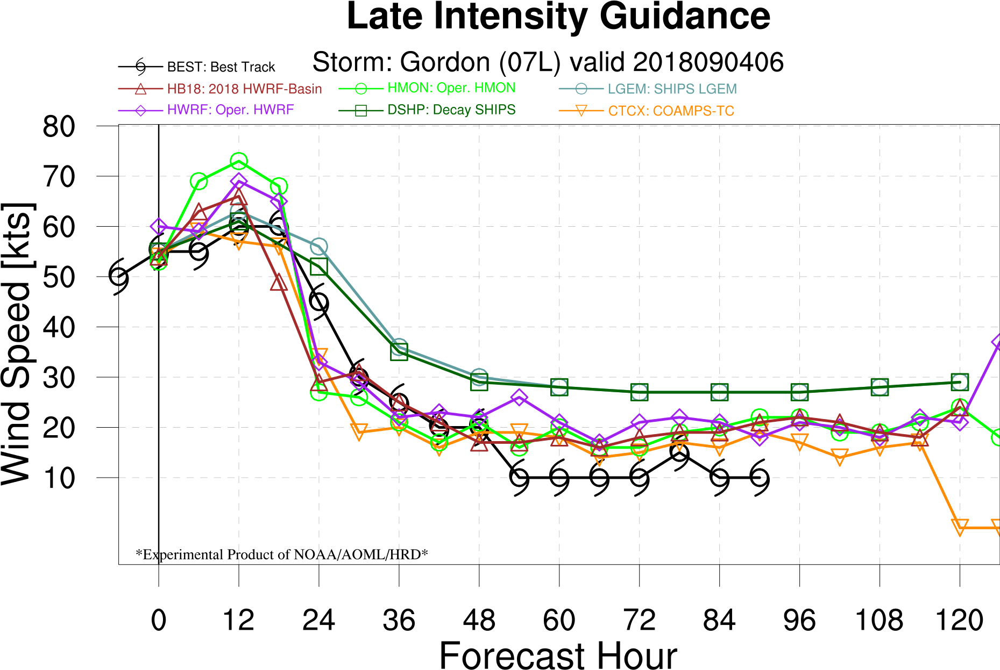 Late Intensity Guidance
Storm: Gordon (07L) valid 2018090406
BEST: Best Track
HB18: 2018 HWRF-Basin
HMON: Oper. HMON
LGEM: SHIPS LGEM
HWRF: Oper. HWRF
DSHP: Decay SHIPS
CTCX: COAMPS-TC
Wind Speed [kts]
80
70
60
50
40
30
20
10
*Experimental Product of NOAA/AOML/HRD*
0 12 24 36 48 60 72 84 96 108 120
Forecast Hour